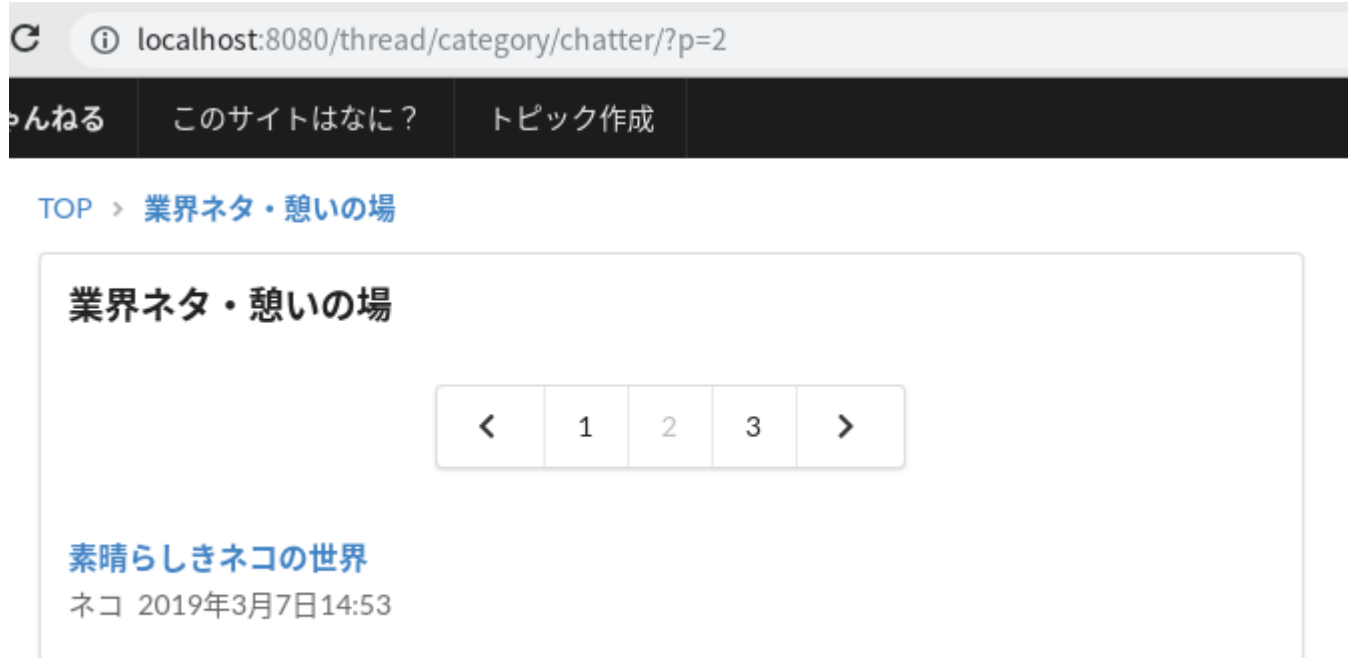 localhost:8080/thread/category/chatter/?p=2
んねる このサイトはなに？ トピック作成
TOP › 業界ネタ・憩いの場
業界ネタ・憩いの場
1 2 3
素晴らしきネコの世界
ネコ 2019年3月7日14:53